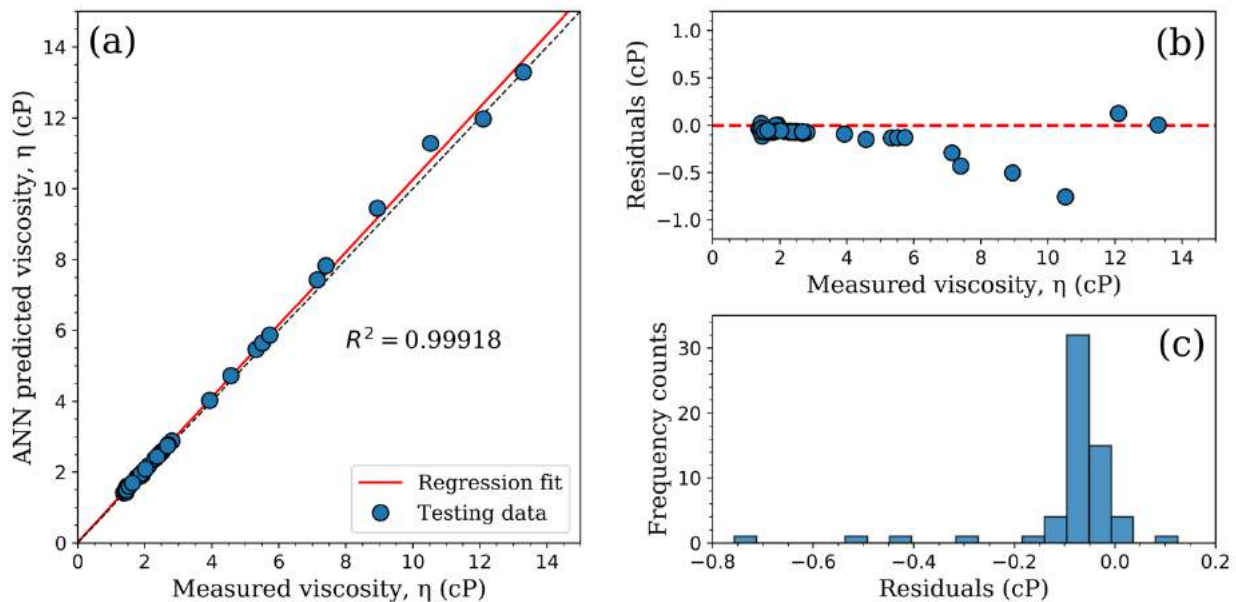 (a)
ANN predicted viscosity, η (cP)
14
12
10
8
6
4
2
0
R² = 0.99918
Regression fit
Testing data
0 2 4 6 8 10 12 14
Measured viscosity, η (cP)
(b)
Residuals (cP)
1.0
0.5
0.0
−0.5
−1.0
0 2 4 6 8 10 12 14
Measured viscosity, η (cP)
(c)
Frequency counts
30
20
10
0
−0.8 −0.6 −0.4 −0.2 0.0 0.2
Residuals (cP)